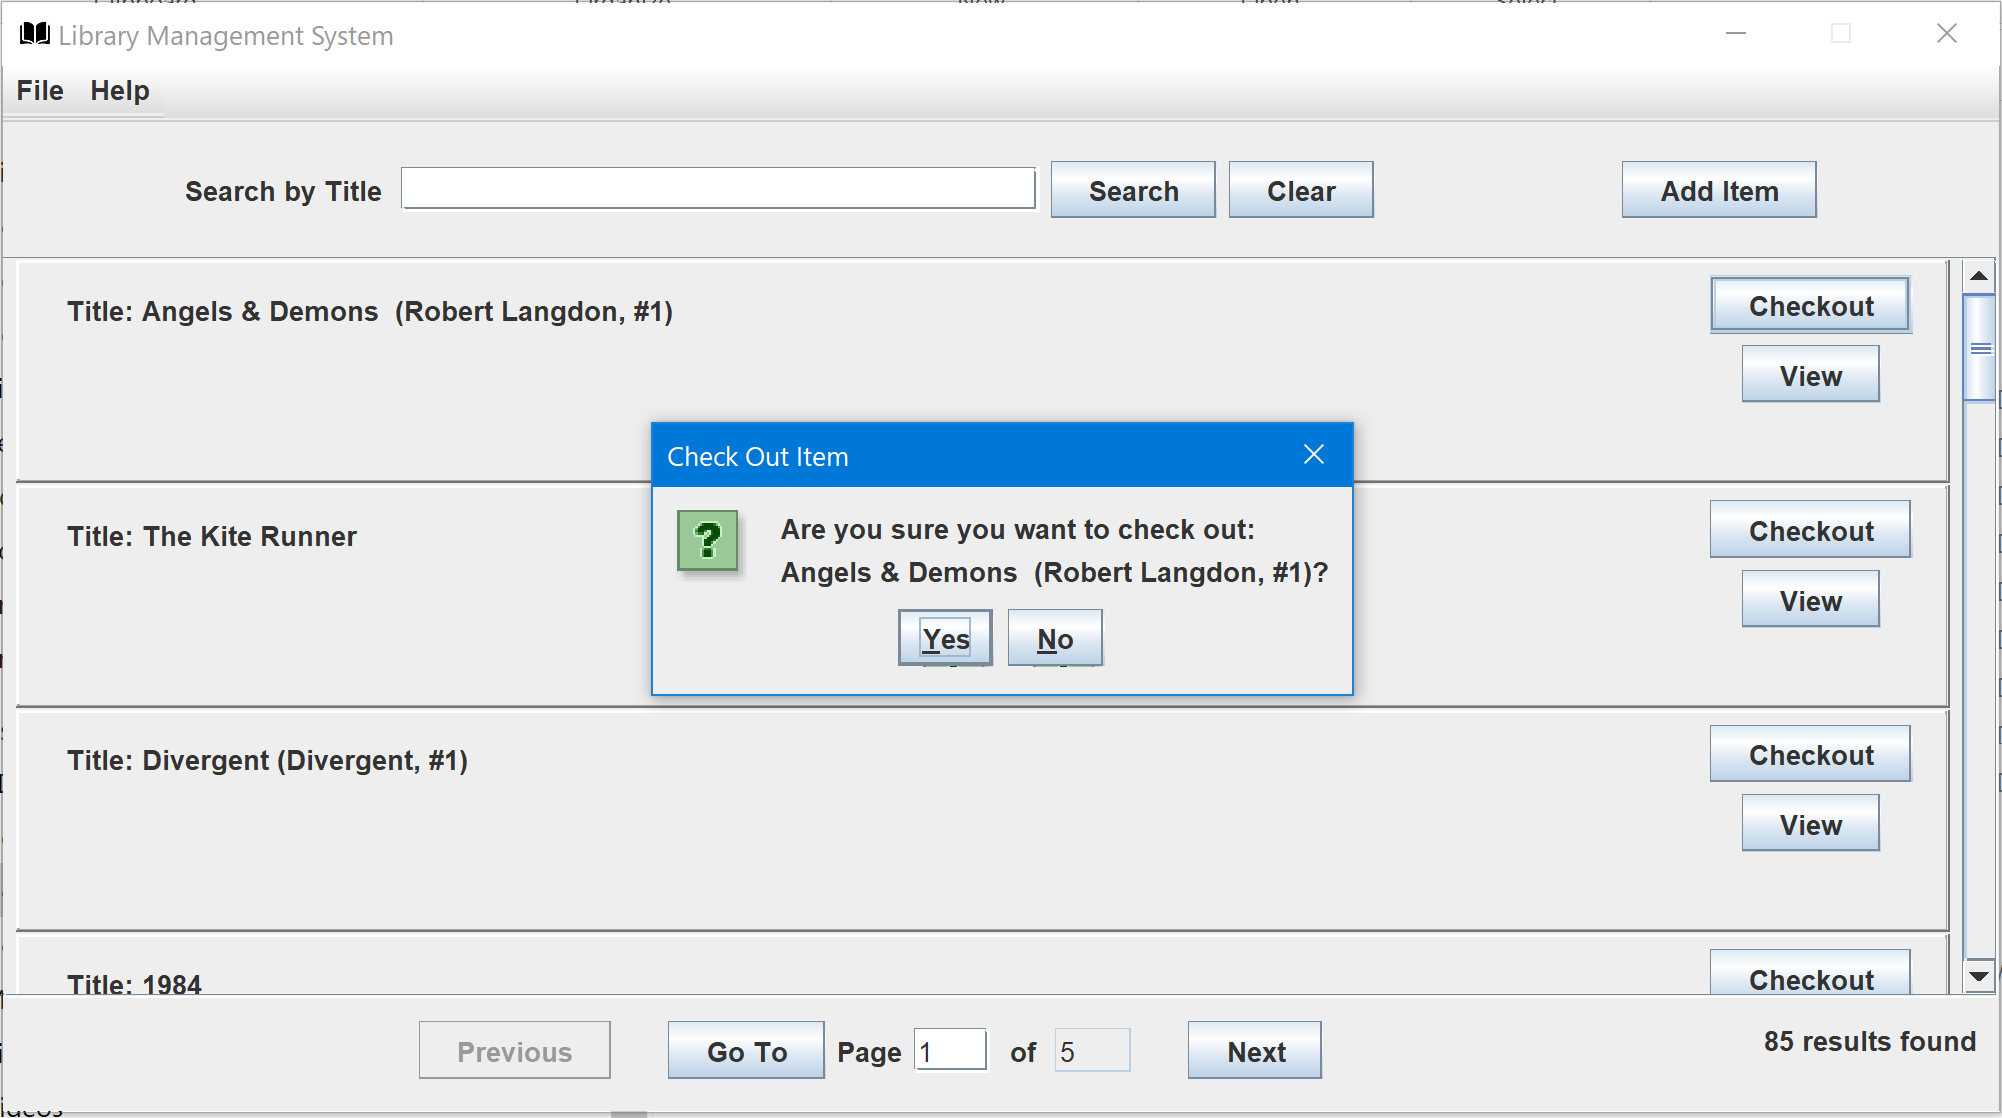 Library Management System
File Help
Search by Title Search Clear Add Item
Title: Angels & Demons  (Robert Langdon, #1)
Checkout
View
Check Out Item
Are you sure you want to check out:
Angels & Demons  (Robert Langdon, #1)?
Yes No
Title: The Kite Runner
Checkout
View
Title: Divergent (Divergent, #1)
Checkout
View
Title: 1984
Checkout
Previous Go To Page 1 of 5 Next
85 results found